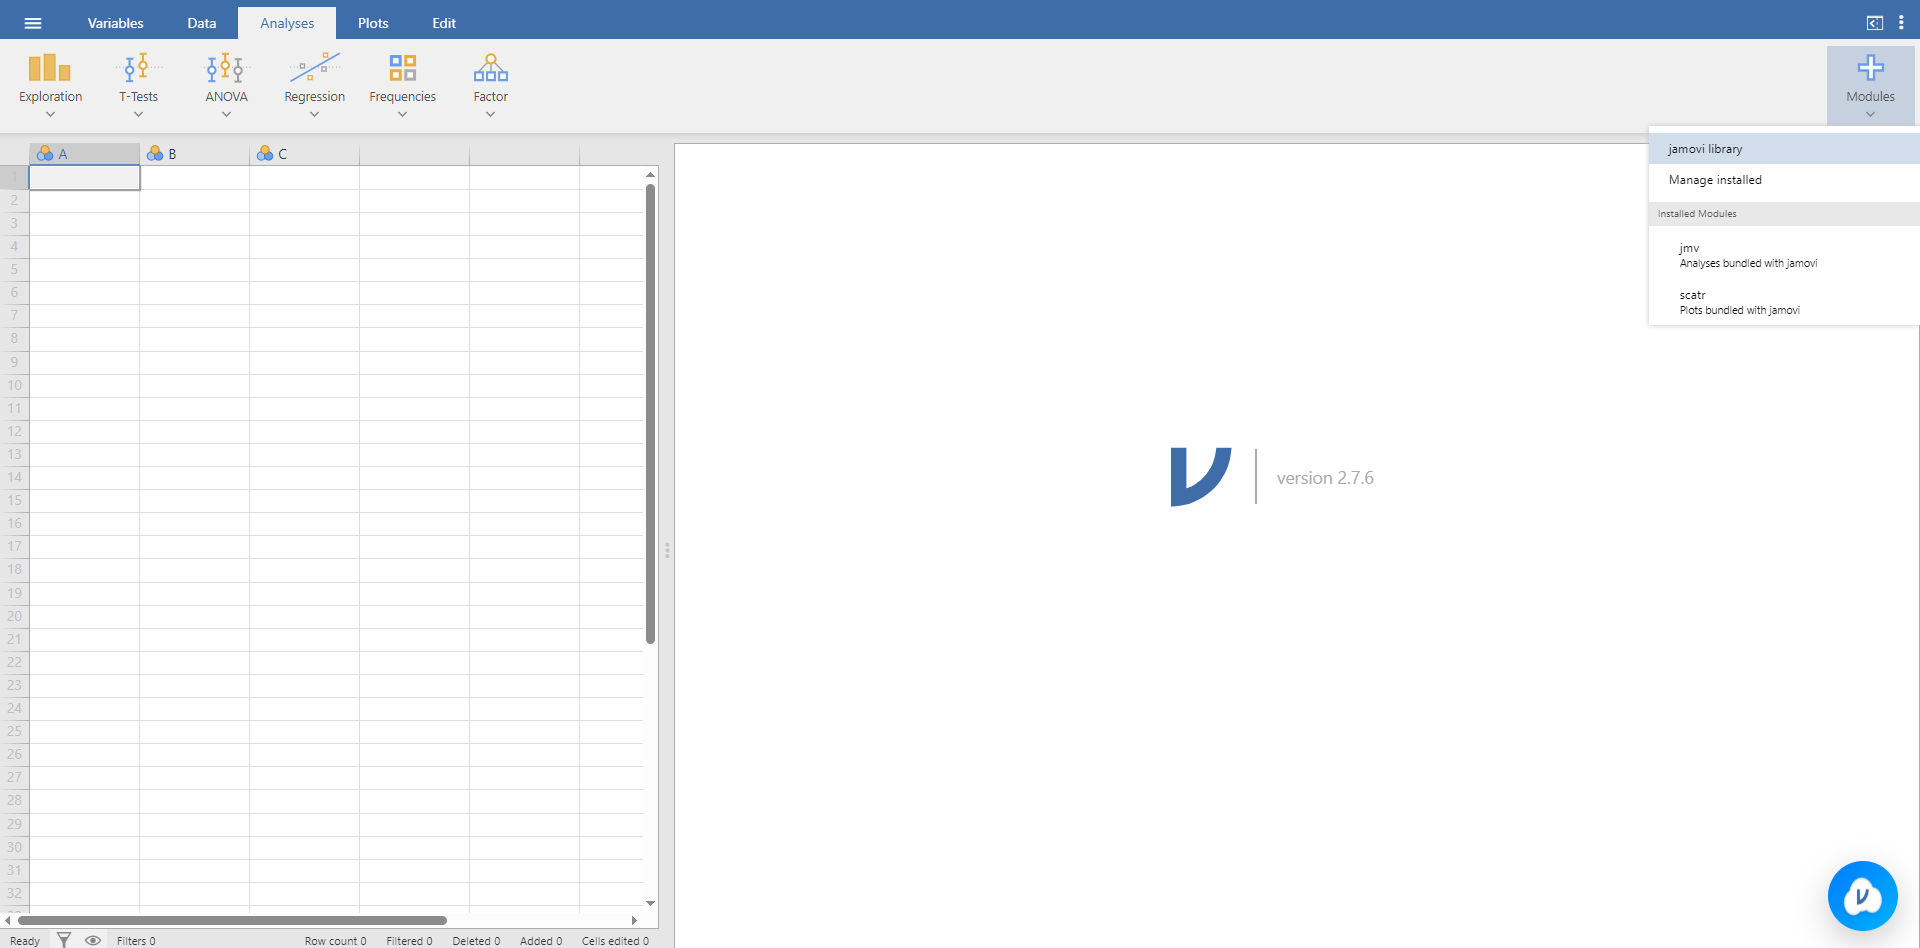 Variables Data Analyses Plots Edit
Exploration T-Tests ANOVA Regression Frequencies Factor Modules
jamovi library
Manage installed
Installed Modules
jmv
Analyses bundled with jamovi
scatr
Plots bundled with jamovi
A B C
1
2
3
4
5
6
7
8
9
10
11
12
13
14
15
16
17
18
19
20
21
22
23
24
25
26
27
28
29
30
31
32
version 2.7.6
Ready Filters 0 Row count 0 Filtered 0 Deleted 0 Added 0 Cells edited 0